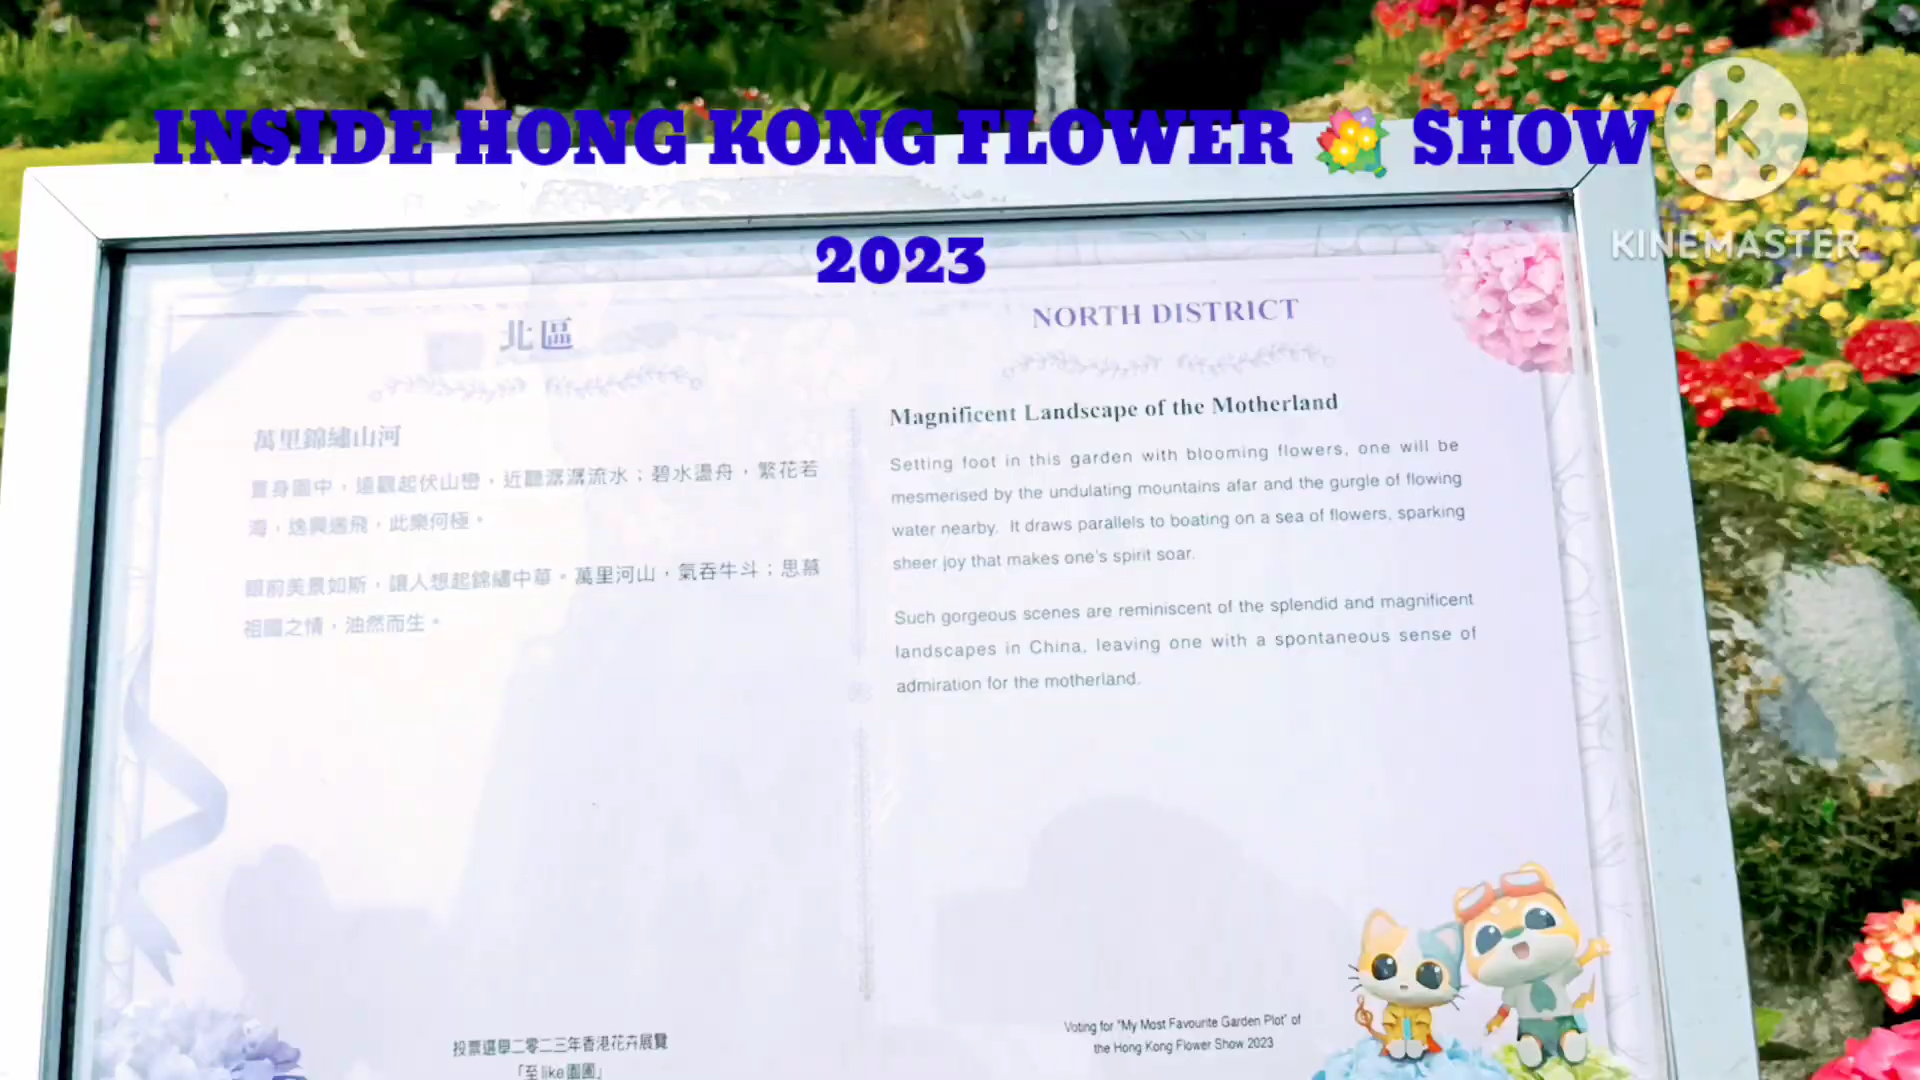 INSIDE HONG KONG FLOWER 💐 SHOW
2023
K
KINEMASTER
北區
萬里錦繡山河
置身園中，遠觀起伏山巒，近聽潺潺流水；碧水盪舟，繁花若
海，逸興遄飛，此樂何極。
眼前美景如斯，讓人想起錦繡中華。萬里河山，氣吞牛斗；思慕
祖國之情，油然而生。
投票選舉二零二三年香港花卉展覽
「至like園圃」
NORTH DISTRICT
Magnificent Landscape of the Motherland
Setting foot in this garden with blooming flowers, one will be
mesmerised by the undulating mountains afar and the gurgle of flowing
water nearby. It draws parallels to boating on a sea of flowers, sparking
sheer joy that makes one's spirit soar.
Such gorgeous scenes are reminiscent of the splendid and magnificent
landscapes in China, leaving one with a spontaneous sense of
admiration for the motherland.
Voting for "My Most Favourite Garden Plot" of
the Hong Kong Flower Show 2023